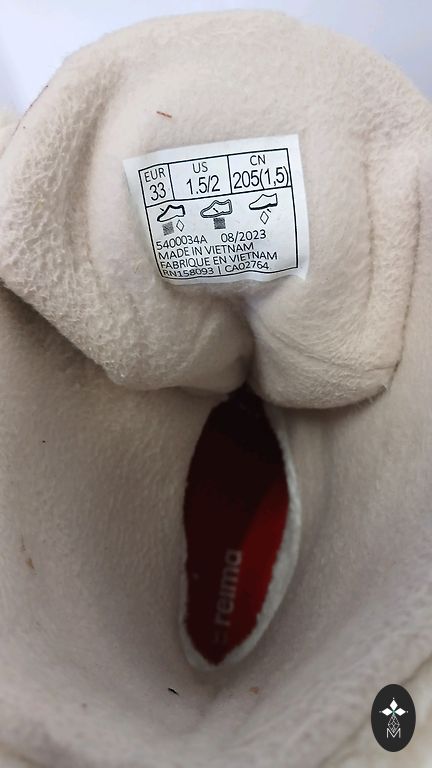 EUR US CN
33 1.5/2 205(1,5)
5400034A 08/2023
MADE IN VIETNAM
FABRIQUE EN VIETNAM
RN158093 | CA02764
reima
M